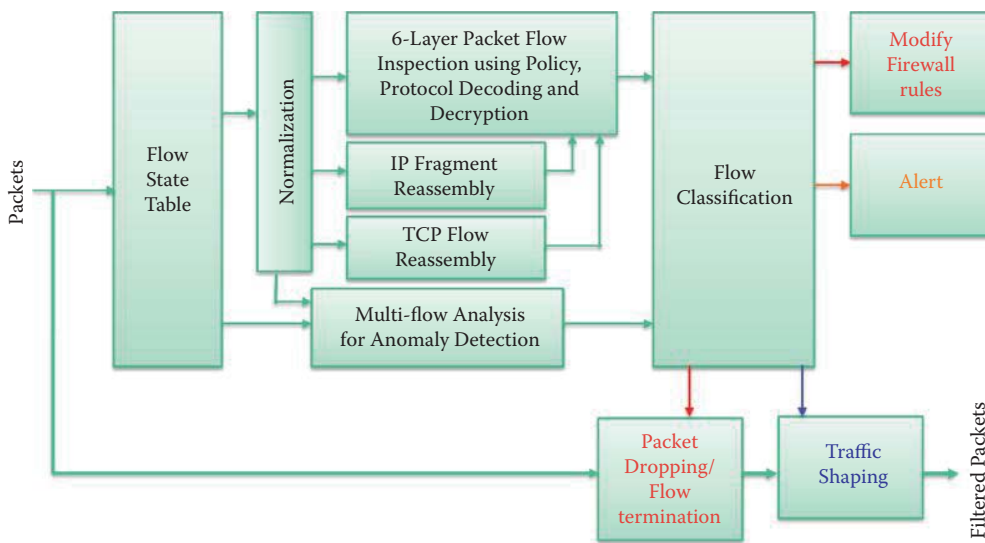 Packets
Flow
State
Table
Normalization
6-Layer Packet Flow
Inspection using Policy,
Protocol Decoding and
Decryption
IP Fragment
Reassembly
TCP Flow
Reassembly
Multi-flow Analysis
for Anomaly Detection
Flow
Classification
Modify
Firewall
rules
Alert
Packet
Dropping/
Flow
termination
Traffic
Shaping
Filtered Packets